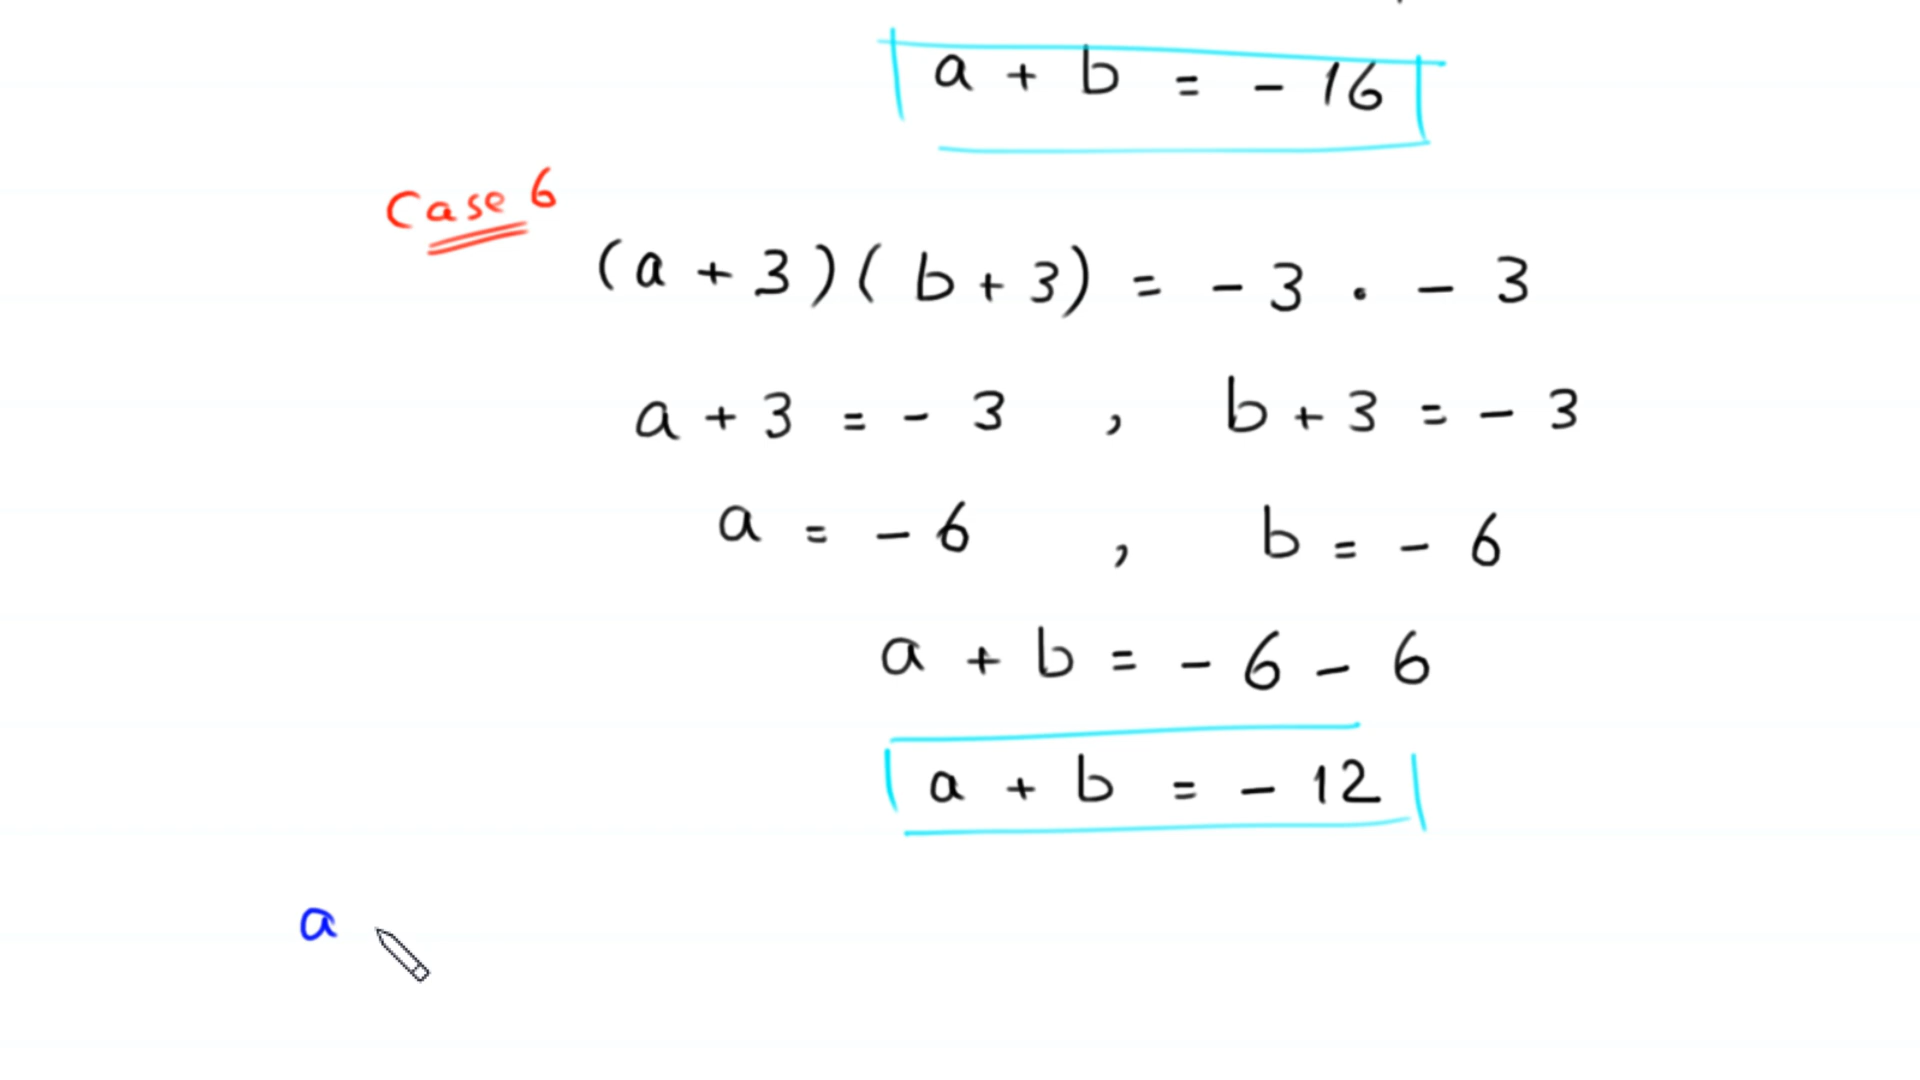 a + b = - 16
Case 6
(a + 3)(b + 3) = - 3 . - 3
a + 3 = - 3 , b + 3 = - 3
a = - 6 , b = - 6
a + b = - 6 - 6
a + b = - 12
a